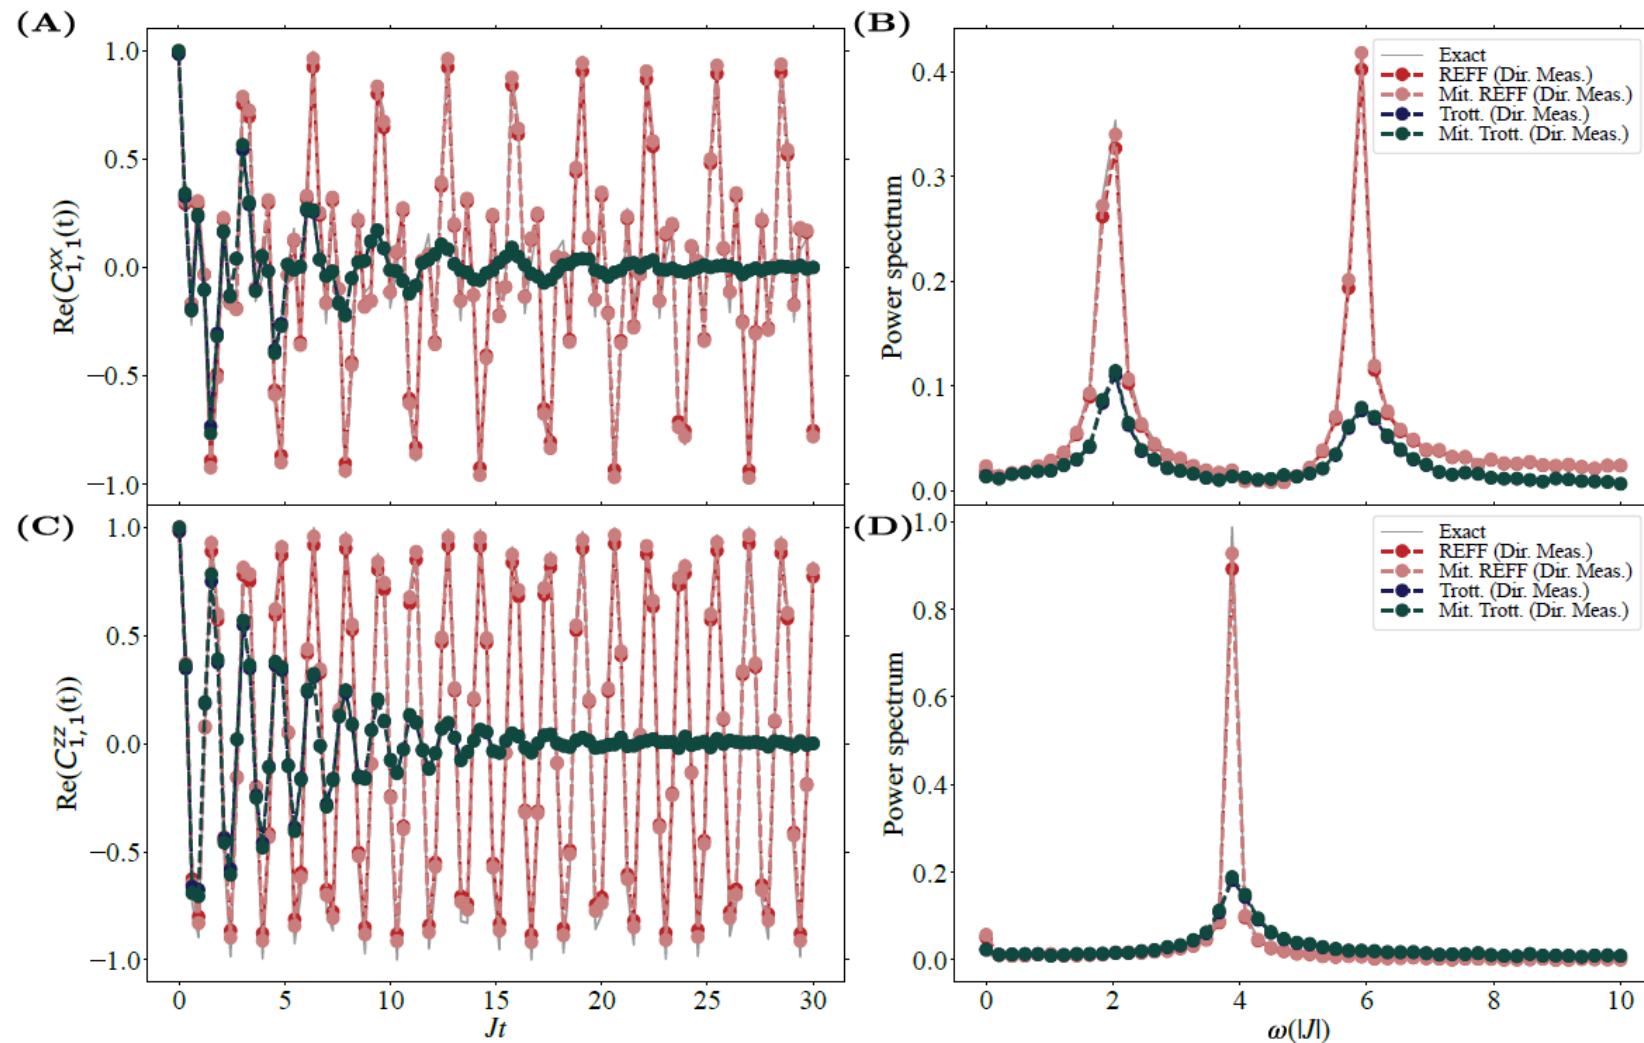 (A)
Re(C^{xx}_{1,1}(t))
1.0
0.5
0.0
−0.5
−1.0
(B)
Power spectrum
0.4
0.3
0.2
0.1
0.0
Exact
REFF (Dir. Meas.)
Mit. REFF (Dir. Meas.)
Trott. (Dir. Meas.)
Mit. Trott. (Dir. Meas.)
(C)
Re(C^{zz}_{1,1}(t))
1.0
0.5
0.0
−0.5
−1.0
0 5 10 15 20 25 30
Jt
(D)
Power spectrum
1.0
0.8
0.6
0.4
0.2
0.0
Exact
REFF (Dir. Meas.)
Mit. REFF (Dir. Meas.)
Trott. (Dir. Meas.)
Mit. Trott. (Dir. Meas.)
0 2 4 6 8 10
ω(|J|)